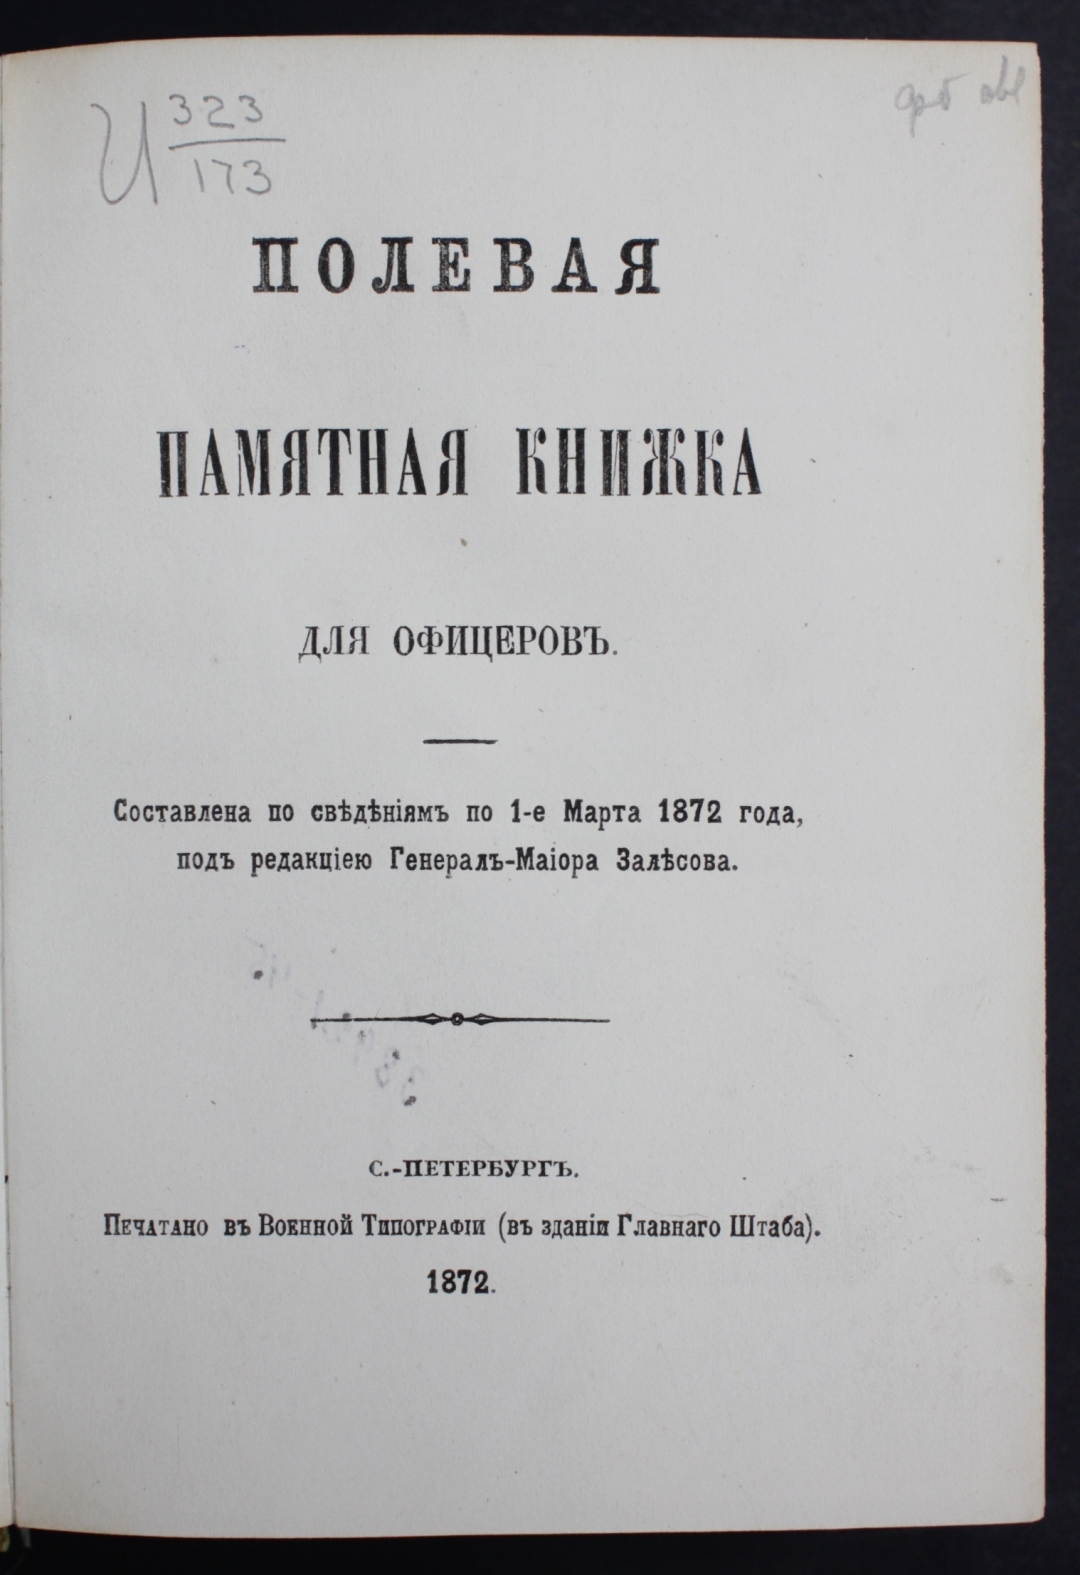 И 323
173
ПОЛЕВАЯ
ПАМЯТНАЯ КНИЖКА
ДЛЯ ОФИЦЕРОВЪ.
Составлена по свѣдѣніямъ по 1-е Марта 1872 года,
подъ редакціею Генералъ-Маіора Залѣсова.
С.-ПЕТЕРБУРГЪ.
Печатано въ Военной Типографіи (въ зданіи Главнаго Штаба).
1872.